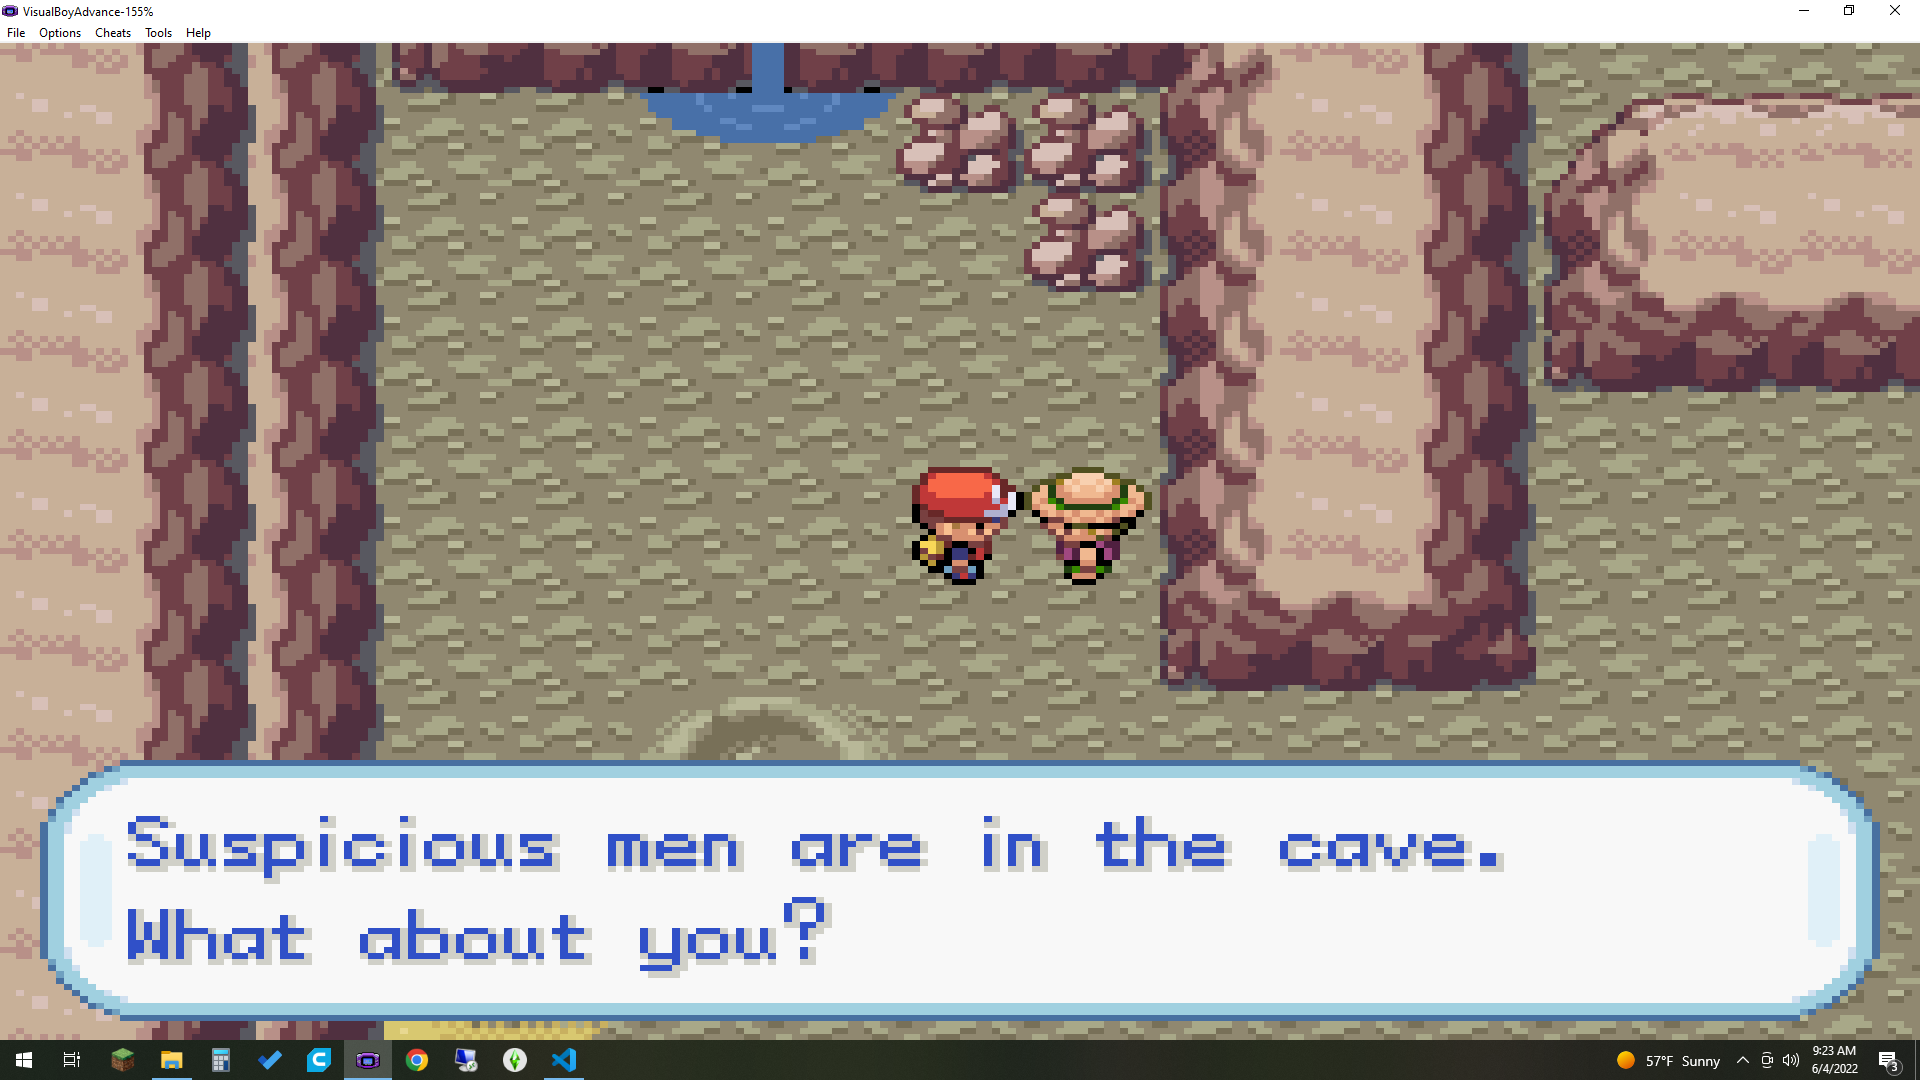 VisualBoyAdvance-155%
File Options Cheats Tools Help
Suspicious men are in the cave.
What about you?
57°F Sunny
9:23 AM
6/4/2022
3